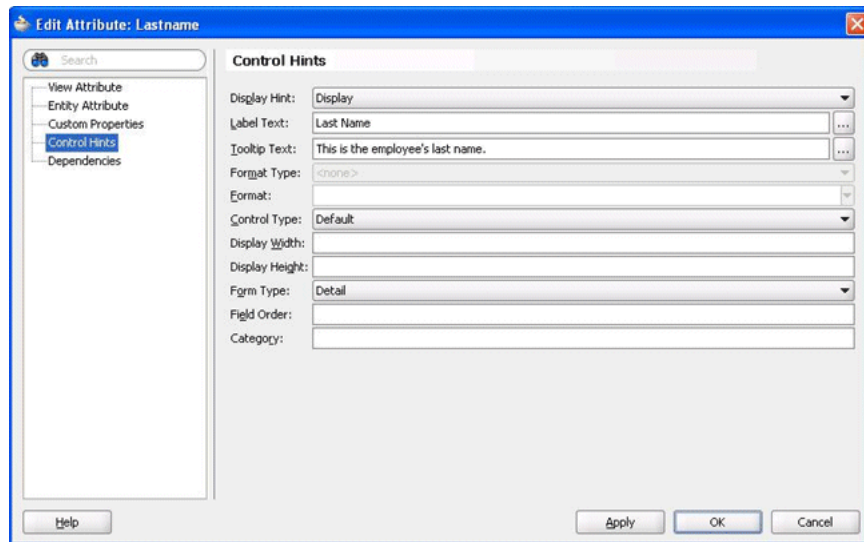 Edit Attribute: Lastname
Search
View Attribute
Entity Attribute
Custom Properties
Control Hints
Dependencies
Control Hints
Display Hint: Display
Label Text: Last Name ...
Tooltip Text: This is the employee's last name. ...
Format Type: <none>
Format:
Control Type: Default
Display Width:
Display Height:
Form Type: Detail
Field Order:
Category:
Help Apply OK Cancel